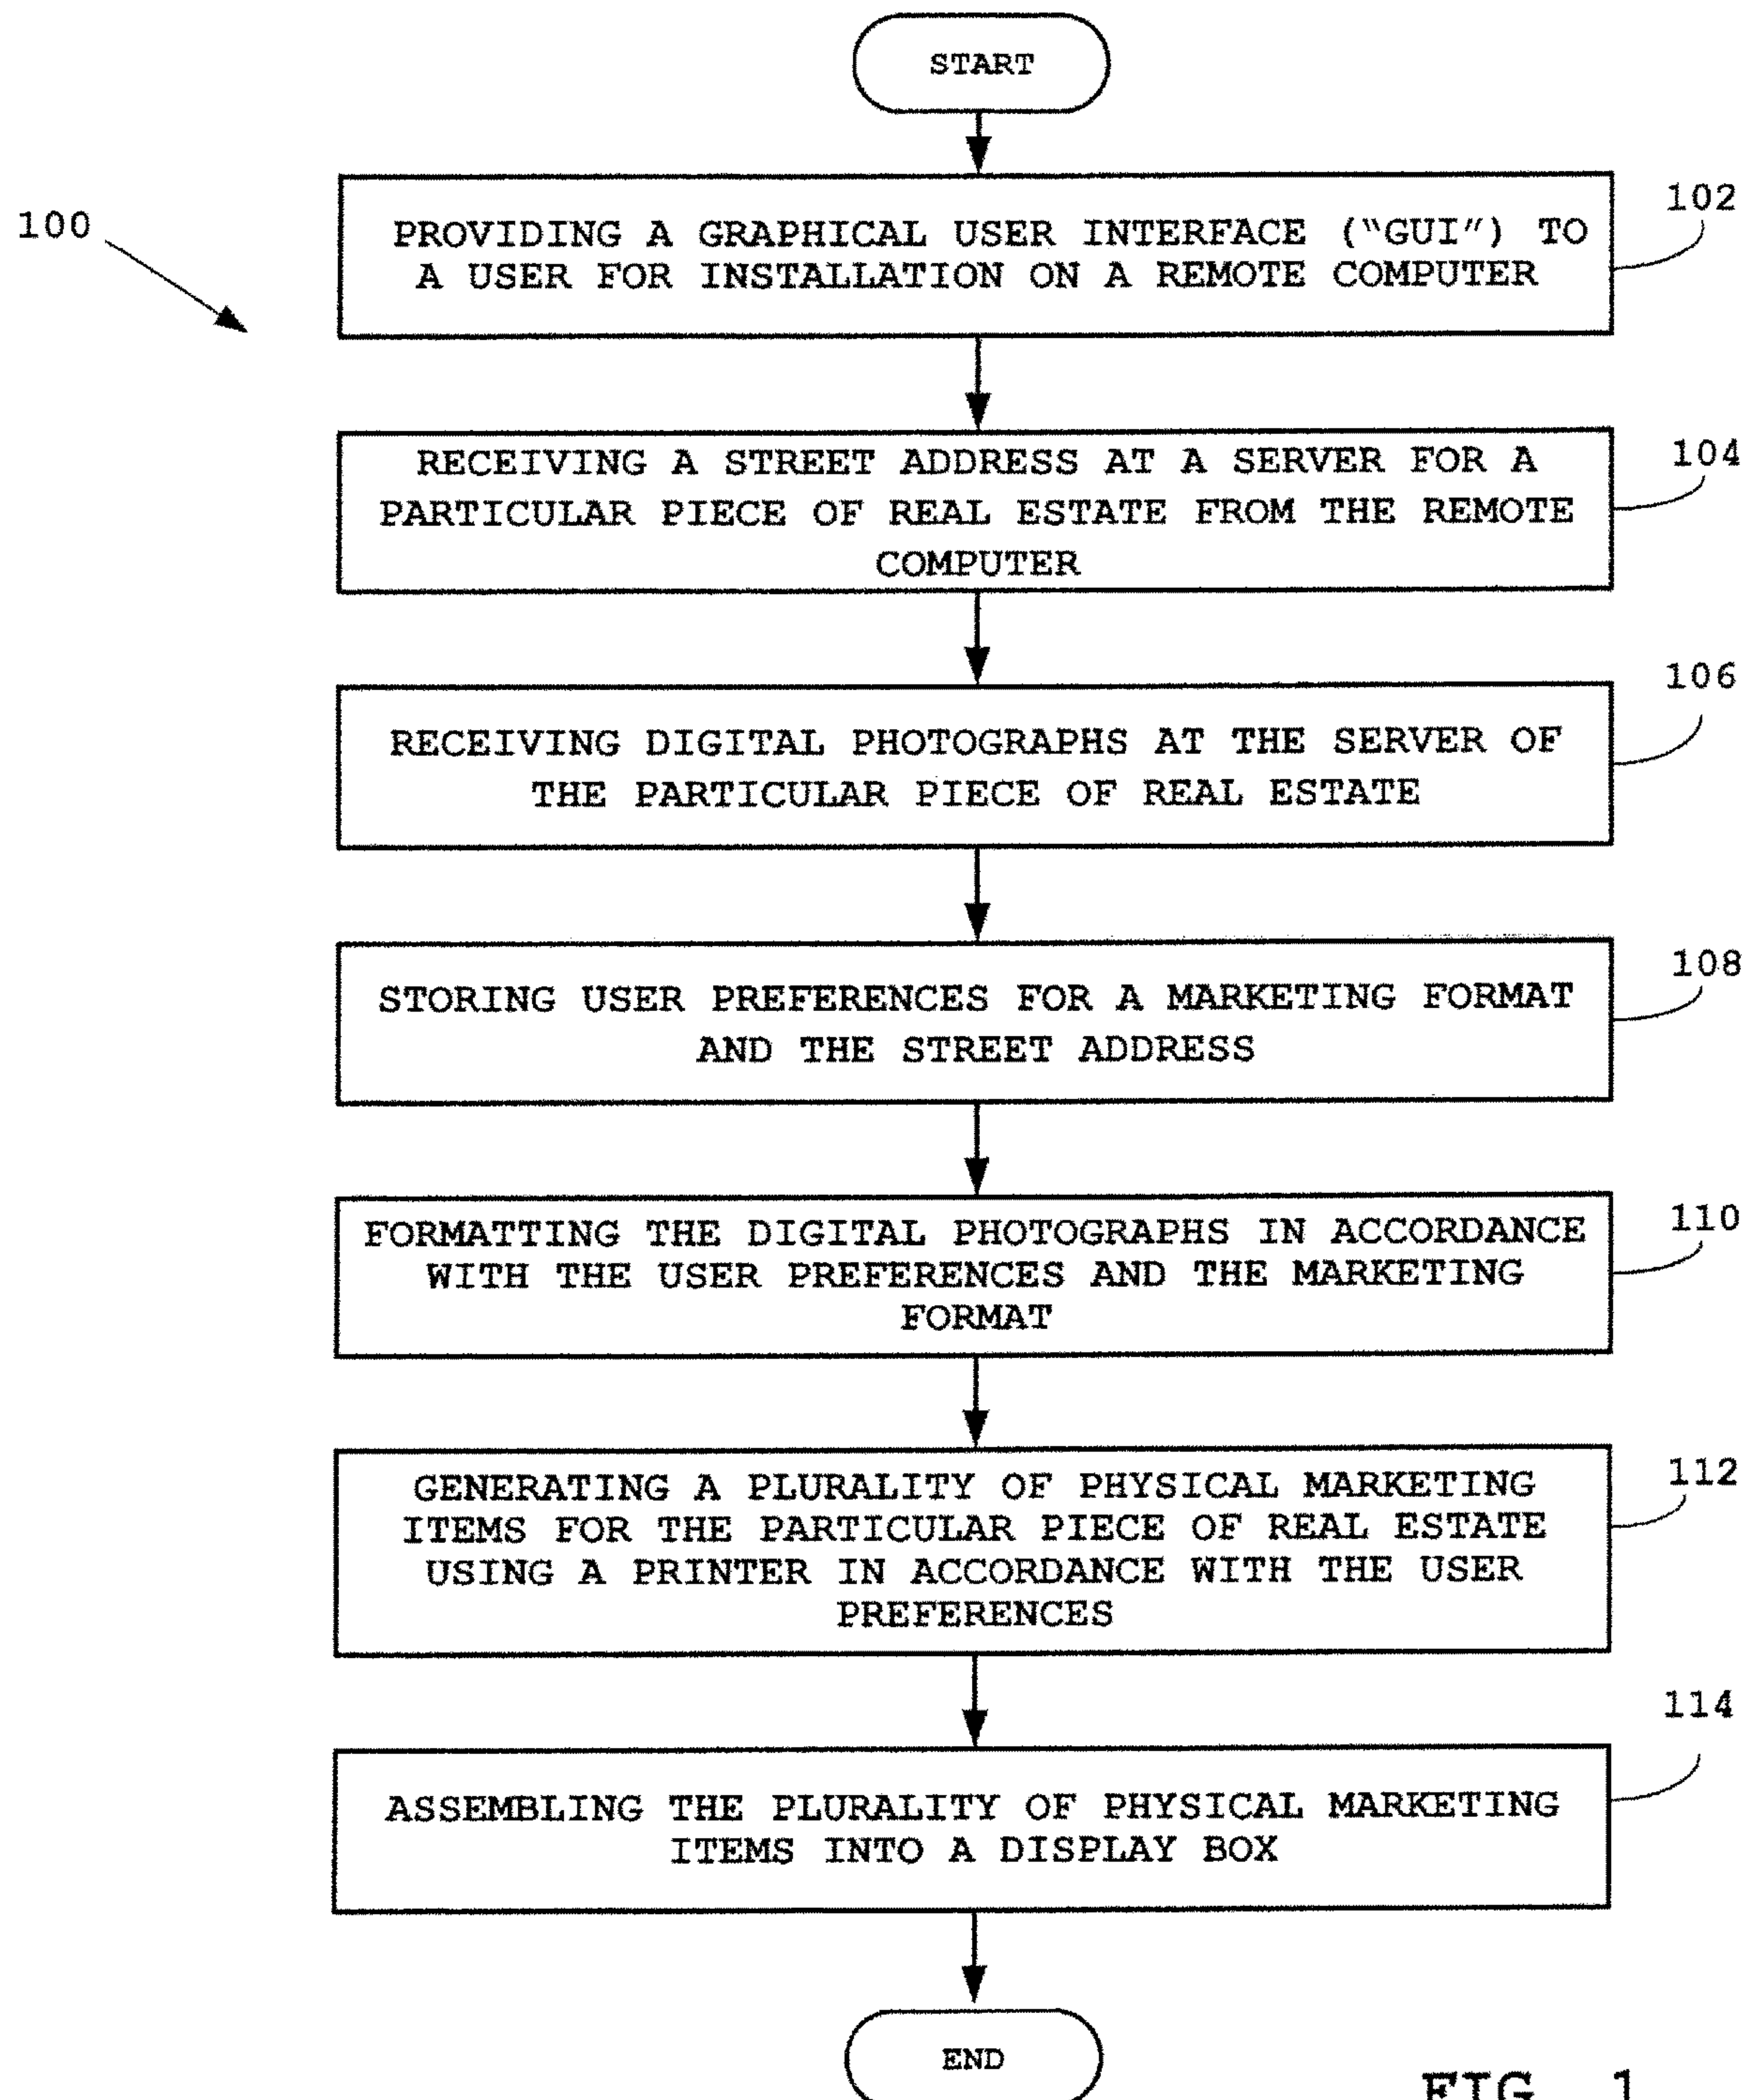 START
100
102
PROVIDING A GRAPHICAL USER INTERFACE ("GUI") TO
A USER FOR INSTALLATION ON A REMOTE COMPUTER
104
RECEIVING A STREET ADDRESS AT A SERVER FOR A
PARTICULAR PIECE OF REAL ESTATE FROM THE REMOTE
COMPUTER
106
RECEIVING DIGITAL PHOTOGRAPHS AT THE SERVER OF
THE PARTICULAR PIECE OF REAL ESTATE
108
STORING USER PREFERENCES FOR A MARKETING FORMAT
AND THE STREET ADDRESS
110
FORMATTING THE DIGITAL PHOTOGRAPHS IN ACCORDANCE
WITH THE USER PREFERENCES AND THE MARKETING
FORMAT
112
GENERATING A PLURALITY OF PHYSICAL MARKETING
ITEMS FOR THE PARTICULAR PIECE OF REAL ESTATE
USING A PRINTER IN ACCORDANCE WITH THE USER
PREFERENCES
114
ASSEMBLING THE PLURALITY OF PHYSICAL MARKETING
ITEMS INTO A DISPLAY BOX
END
FIG. 1